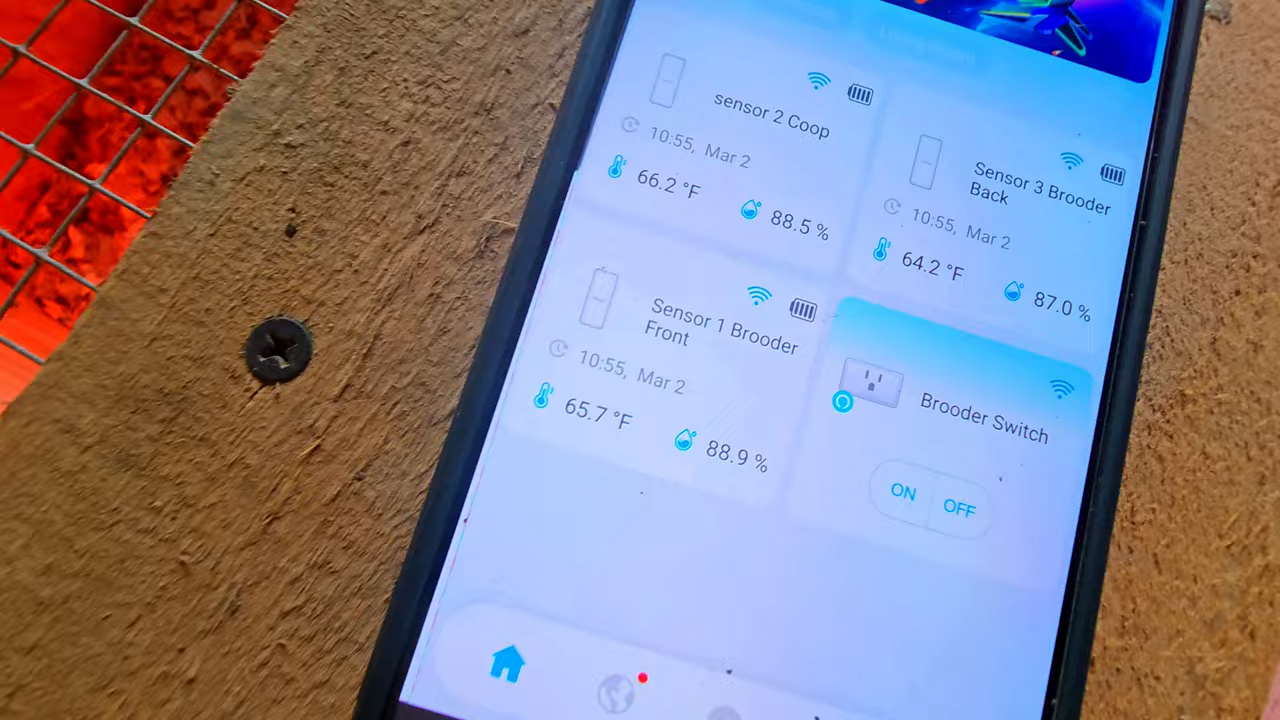 sensor 2 Coop
10:55, Mar 2
66.2 °F
88.5 %
Sensor 3 Brooder
Back
10:55, Mar 2
64.2 °F
87.0 %
Sensor 1 Brooder
Front
10:55, Mar 2
65.7 °F
88.9 %
Brooder Switch
ON
OFF